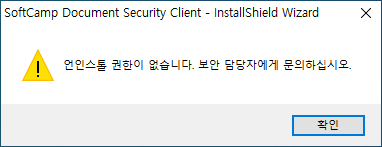 SoftCamp Document Security Client - InstallShield Wizard
언인스톨 권한이 없습니다. 보안 담당자에게 문의하십시오.
확인